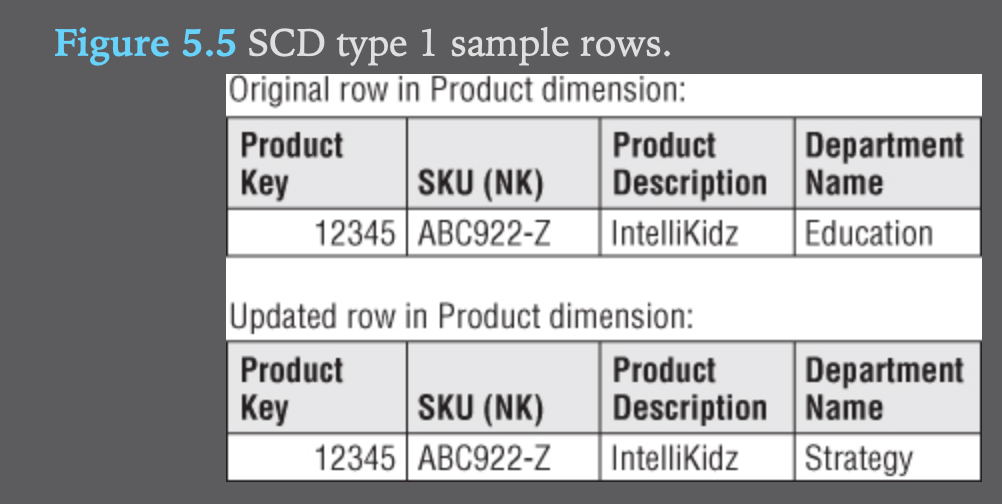 Figure 5.5 SCD type 1 sample rows.
Original row in Product dimension:
Product Key SKU (NK) Product Description Department Name
12345 ABC922-Z IntelliKidz Education
Updated row in Product dimension:
Product Key SKU (NK) Product Description Department Name
12345 ABC922-Z IntelliKidz Strategy